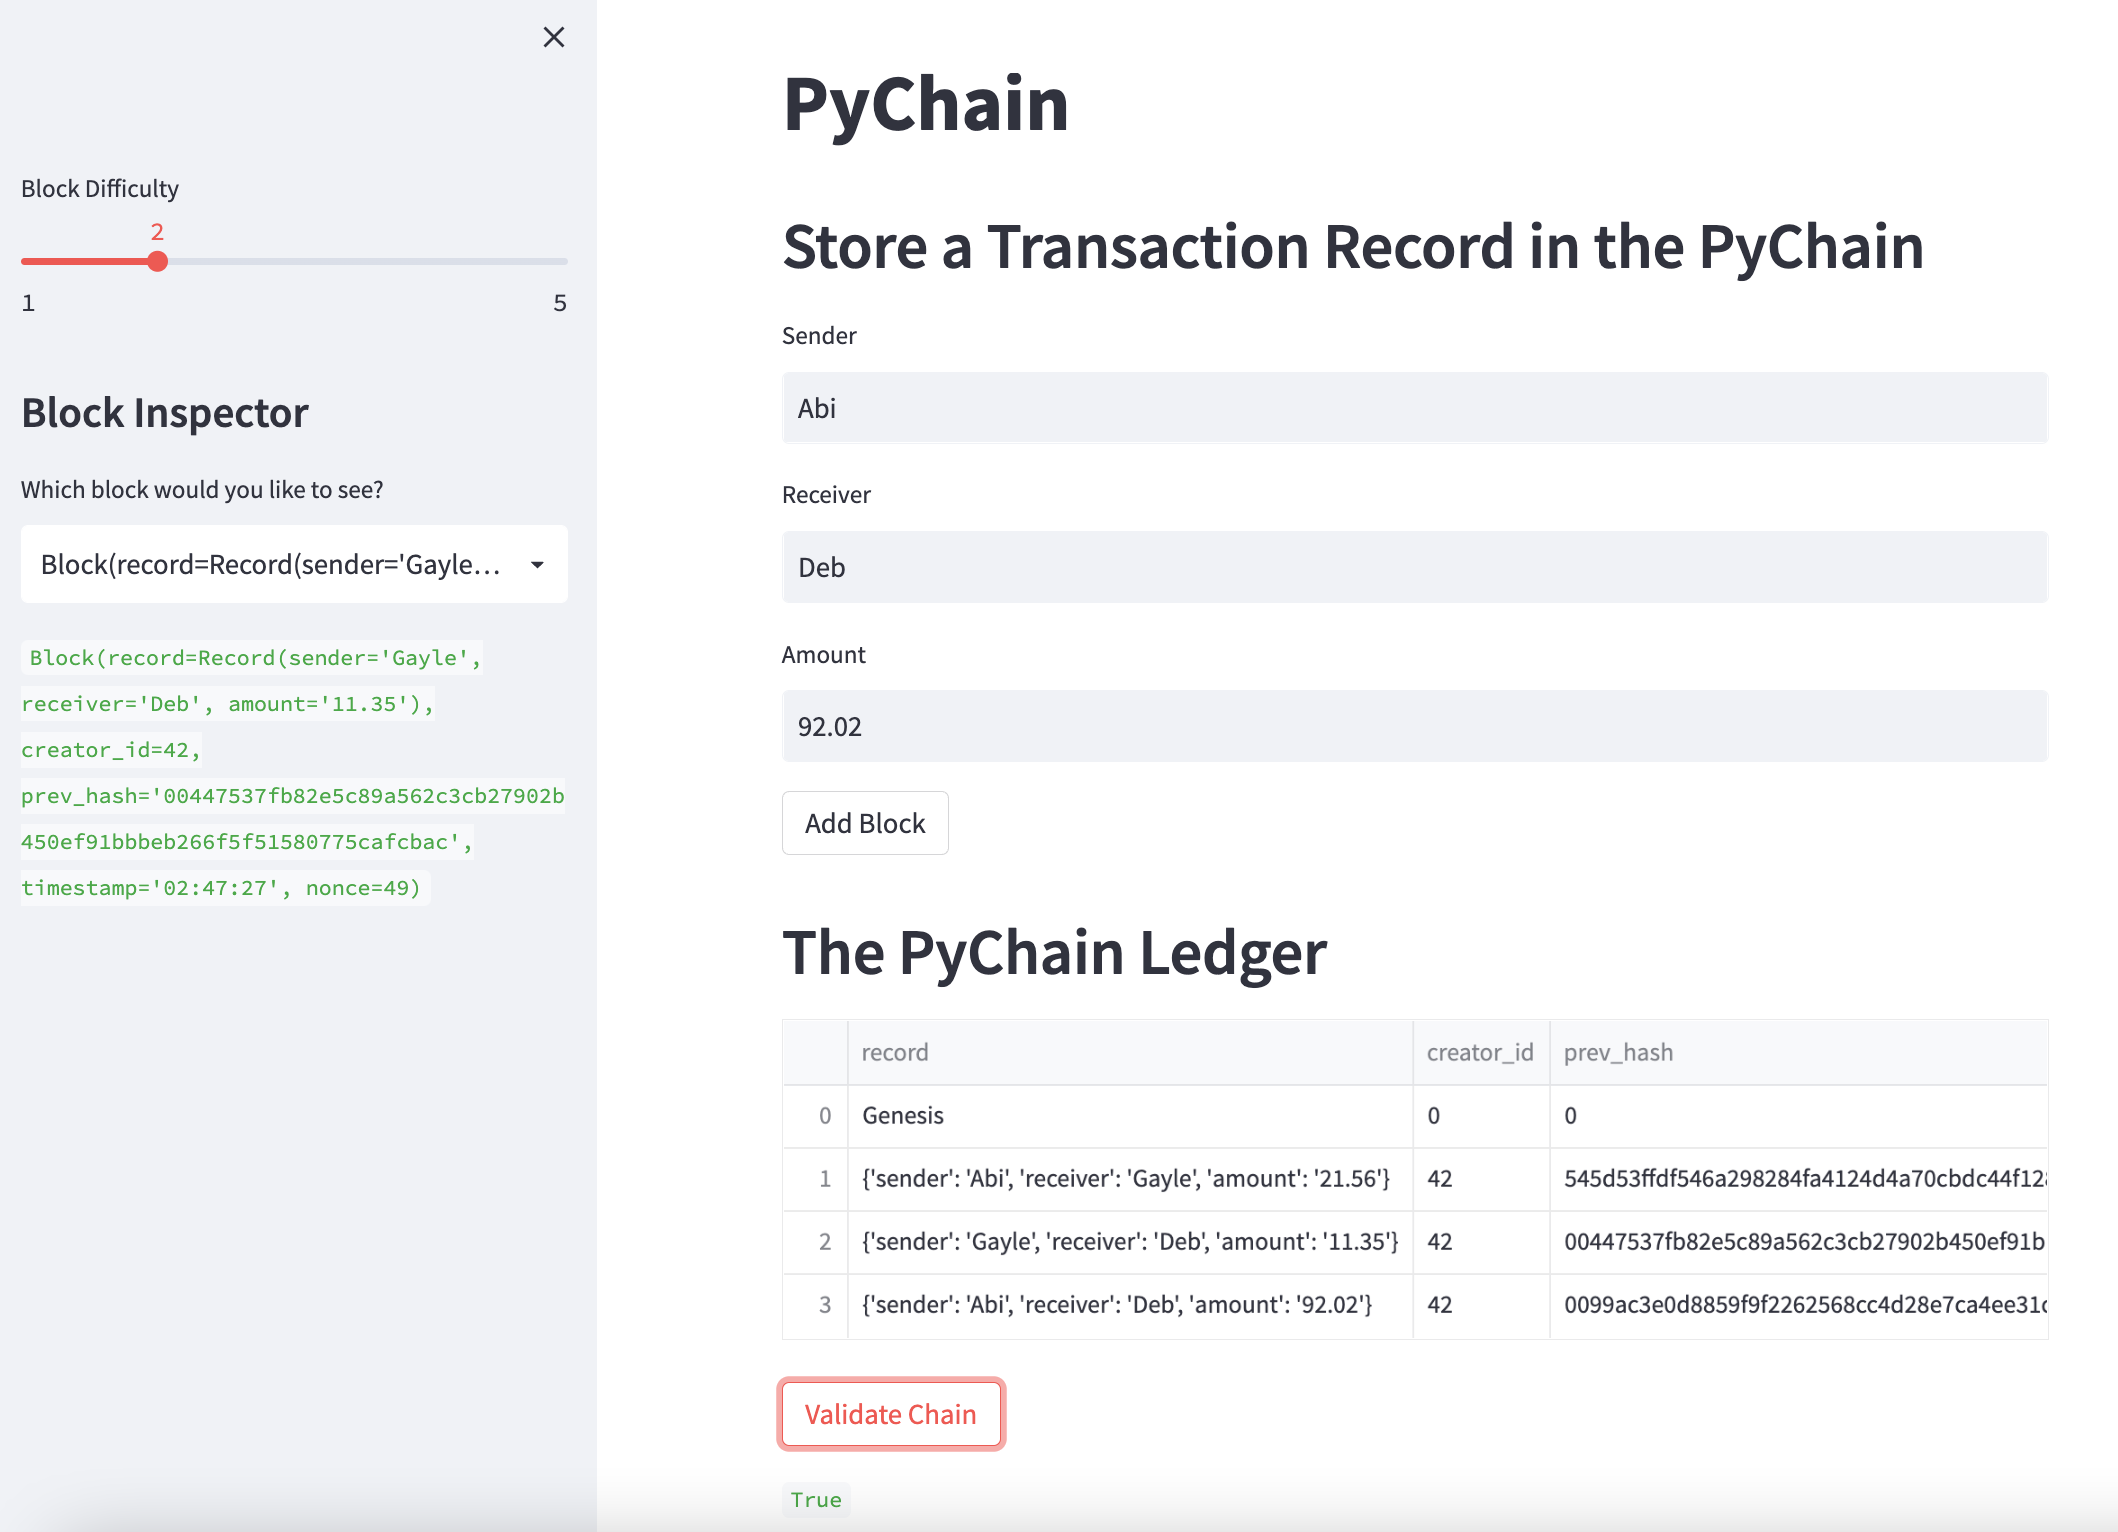 Block Difficulty
2
1 5
Block Inspector
Which block would you like to see?
Block(record=Record(sender='Gayle...
Block(record=Record(sender='Gayle',
receiver='Deb', amount='11.35'),
creator_id=42,
prev_hash='00447537fb82e5c89a562c3cb27902b
450ef91bbbeb266f5f51580775cafcbac',
timestamp='02:47:27', nonce=49)
PyChain
Store a Transaction Record in the PyChain
Sender
Abi
Receiver
Deb
Amount
92.02
Add Block
The PyChain Ledger
record creator_id prev_hash
0 Genesis 0 0
1 {'sender': 'Abi', 'receiver': 'Gayle', 'amount': '21.56'} 42 545d53ffdf546a298284fa4124d4a70cbdc44f12
2 {'sender': 'Gayle', 'receiver': 'Deb', 'amount': '11.35'} 42 00447537fb82e5c89a562c3cb27902b450ef91b
3 {'sender': 'Abi', 'receiver': 'Deb', 'amount': '92.02'} 42 0099ac3e0d8859f9f2262568cc4d28e7ca4ee31
Validate Chain
True